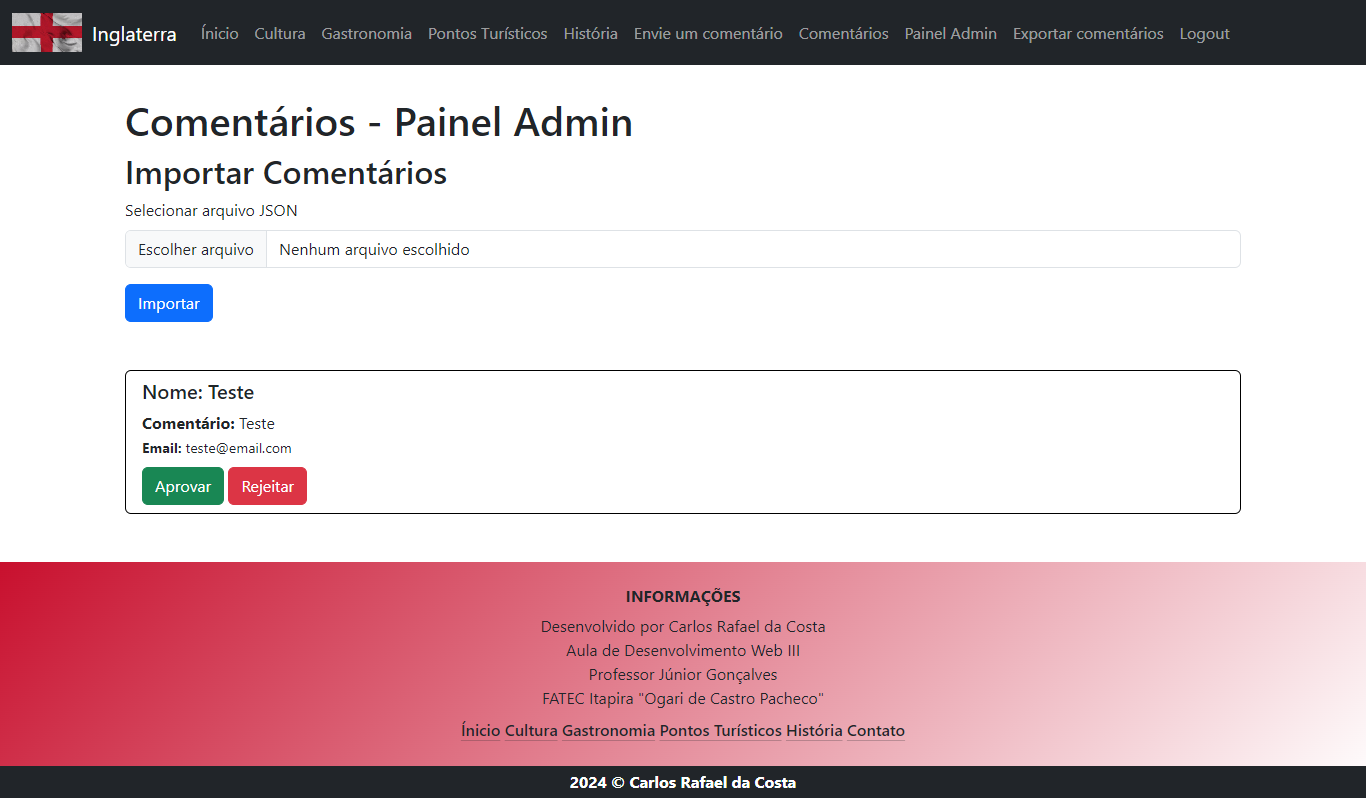 Inglaterra Ínicio Cultura Gastronomia Pontos Turísticos História Envie um comentário Comentários Painel Admin Exportar comentários Logout
Comentários - Painel Admin
Importar Comentários
Selecionar arquivo JSON
Escolher arquivo Nenhum arquivo escolhido
Importar
Nome: Teste
Comentário: Teste
Email: teste@email.com
Aprovar Rejeitar
INFORMAÇÕES
Desenvolvido por Carlos Rafael da Costa
Aula de Desenvolvimento Web III
Professor Júnior Gonçalves
FATEC Itapira "Ogari de Castro Pacheco"
Ínicio Cultura Gastronomia Pontos Turísticos História Contato
2024 © Carlos Rafael da Costa